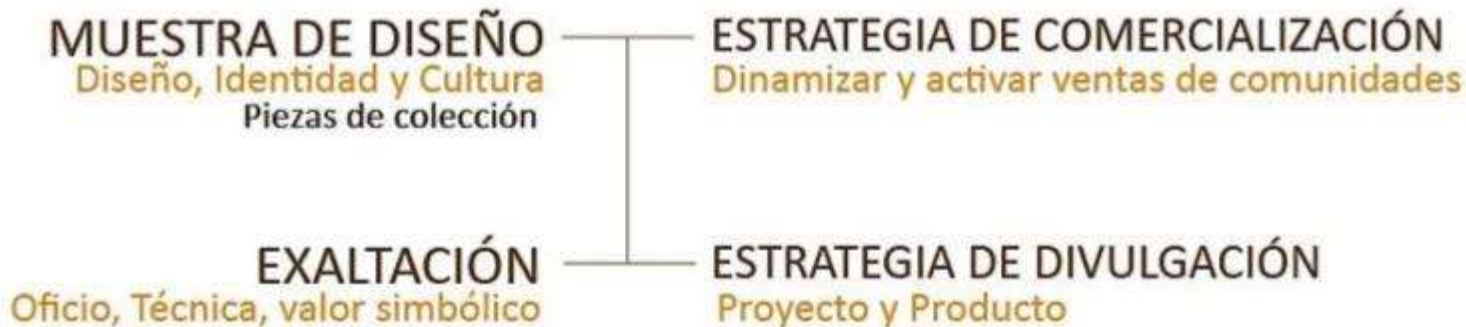 MUESTRA DE DISEÑO
Diseño, Identidad y Cultura
Piezas de colección
ESTRATEGIA DE COMERCIALIZACIÓN
Dinamizar y activar ventas de comunidades
EXALTACIÓN
Oficio, Técnica, valor simbólico
ESTRATEGIA DE DIVULGACIÓN
Proyecto y Producto